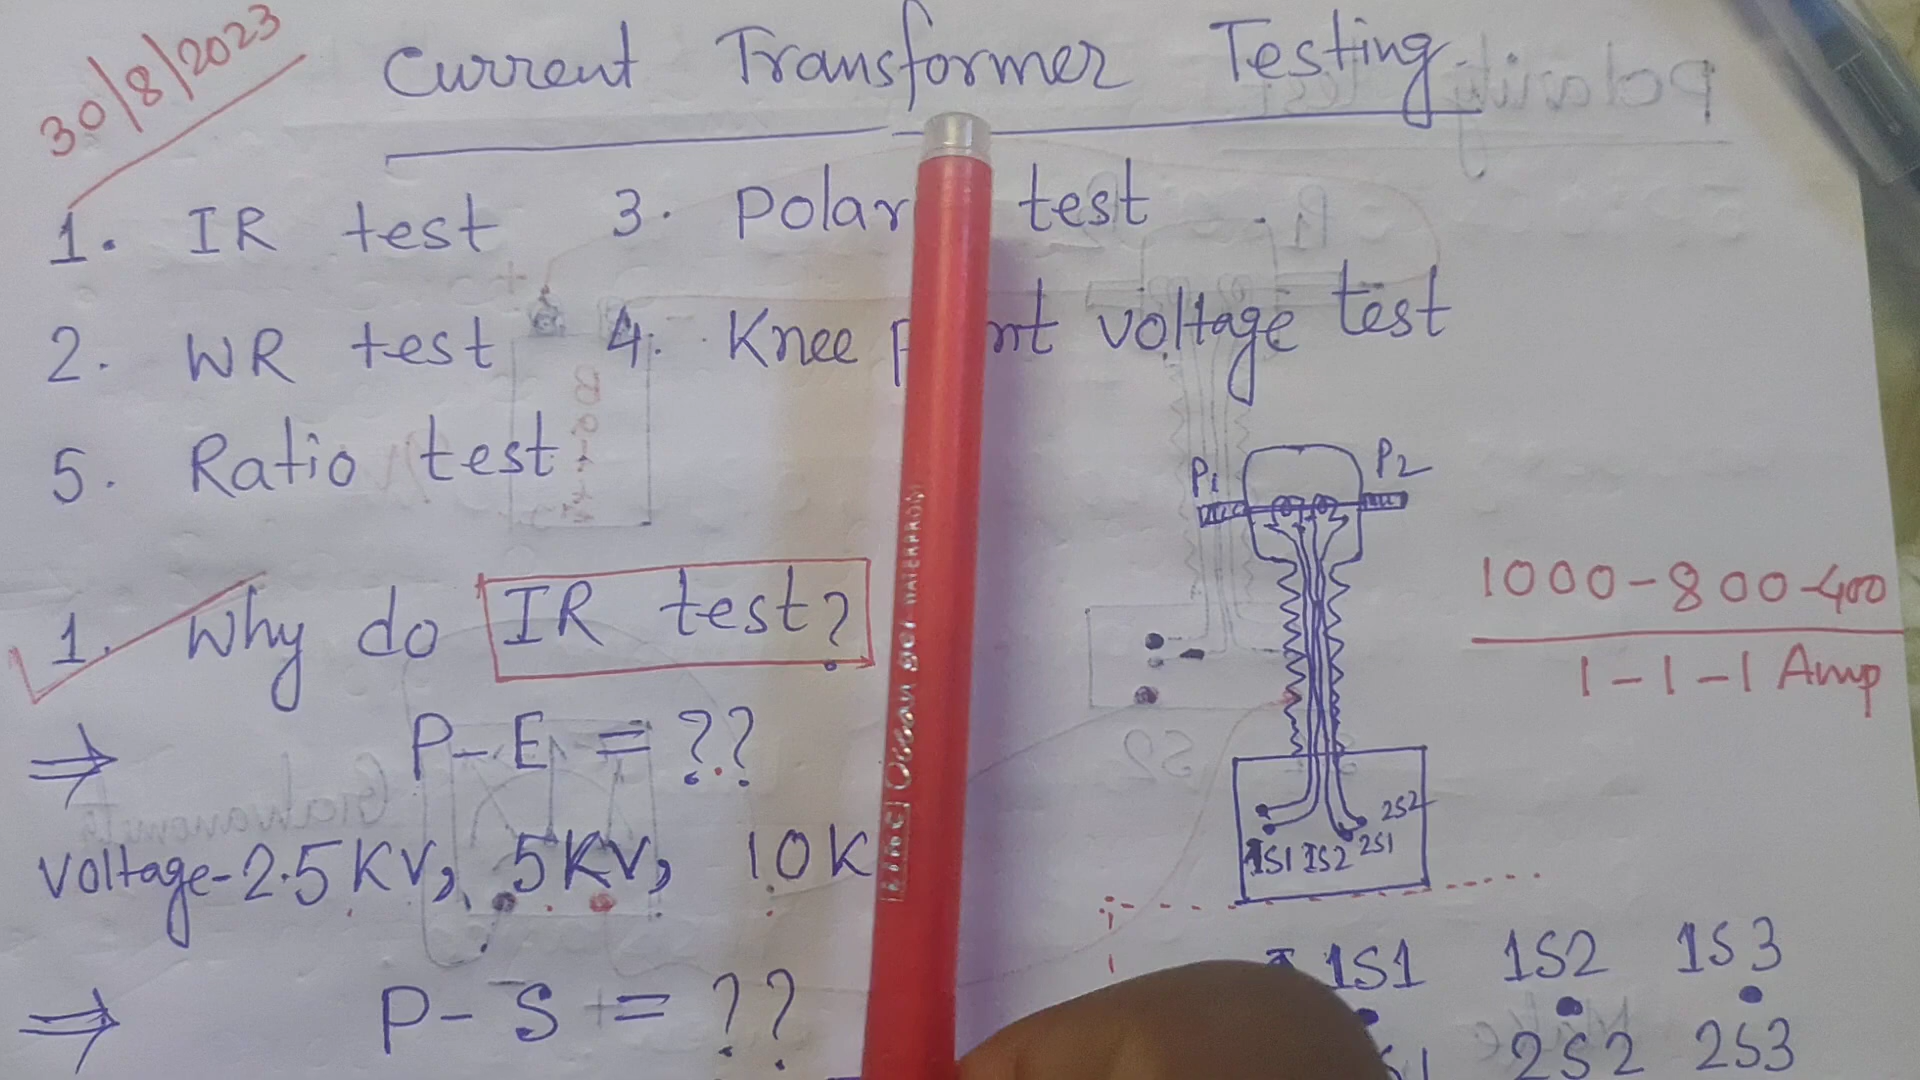 30/8/2023
Current Transformer Testing
1. IR test 3. Polar test
2. WR test 4. Knee voltage test
5. Ratio test
P1 P2
1000-800-400
1-1-1 Amp
1. Why do IR test?
P-E = ??
Voltage-2.5KV, 5KV, 10K
1S1 1S2 2S1 2S2
P-S = ??
1S1 1S2 1S3
2S2 2S3